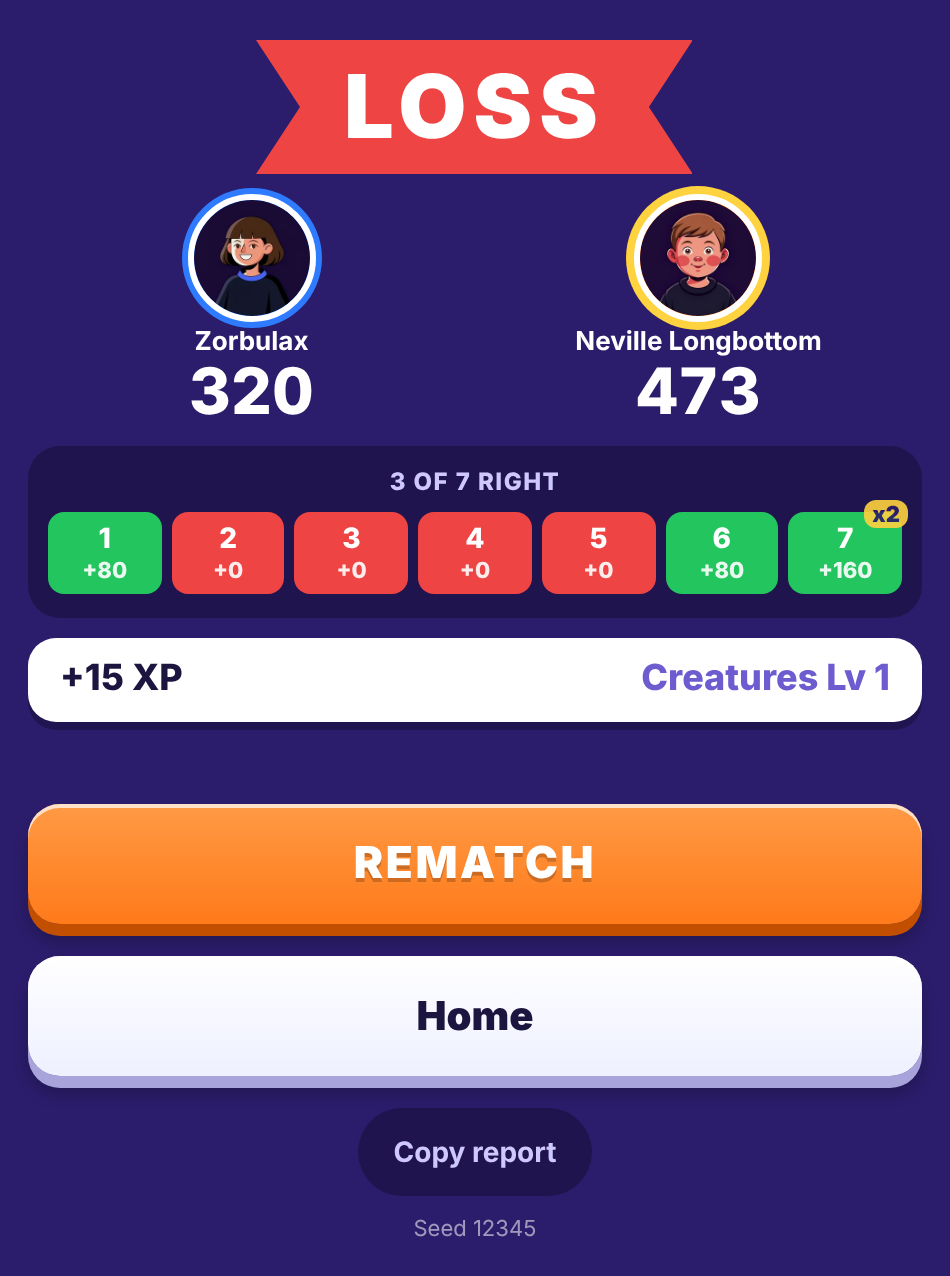 LOSS
Zorbulax
Neville Longbottom
320
473
3 OF 7 RIGHT
x2
1
2
3
4
5
6
7
+80
+0
+0
+0
+0
+80
+160
+15 XP
Creatures Lv 1
REMATCH
Home
Copy report
Seed 12345